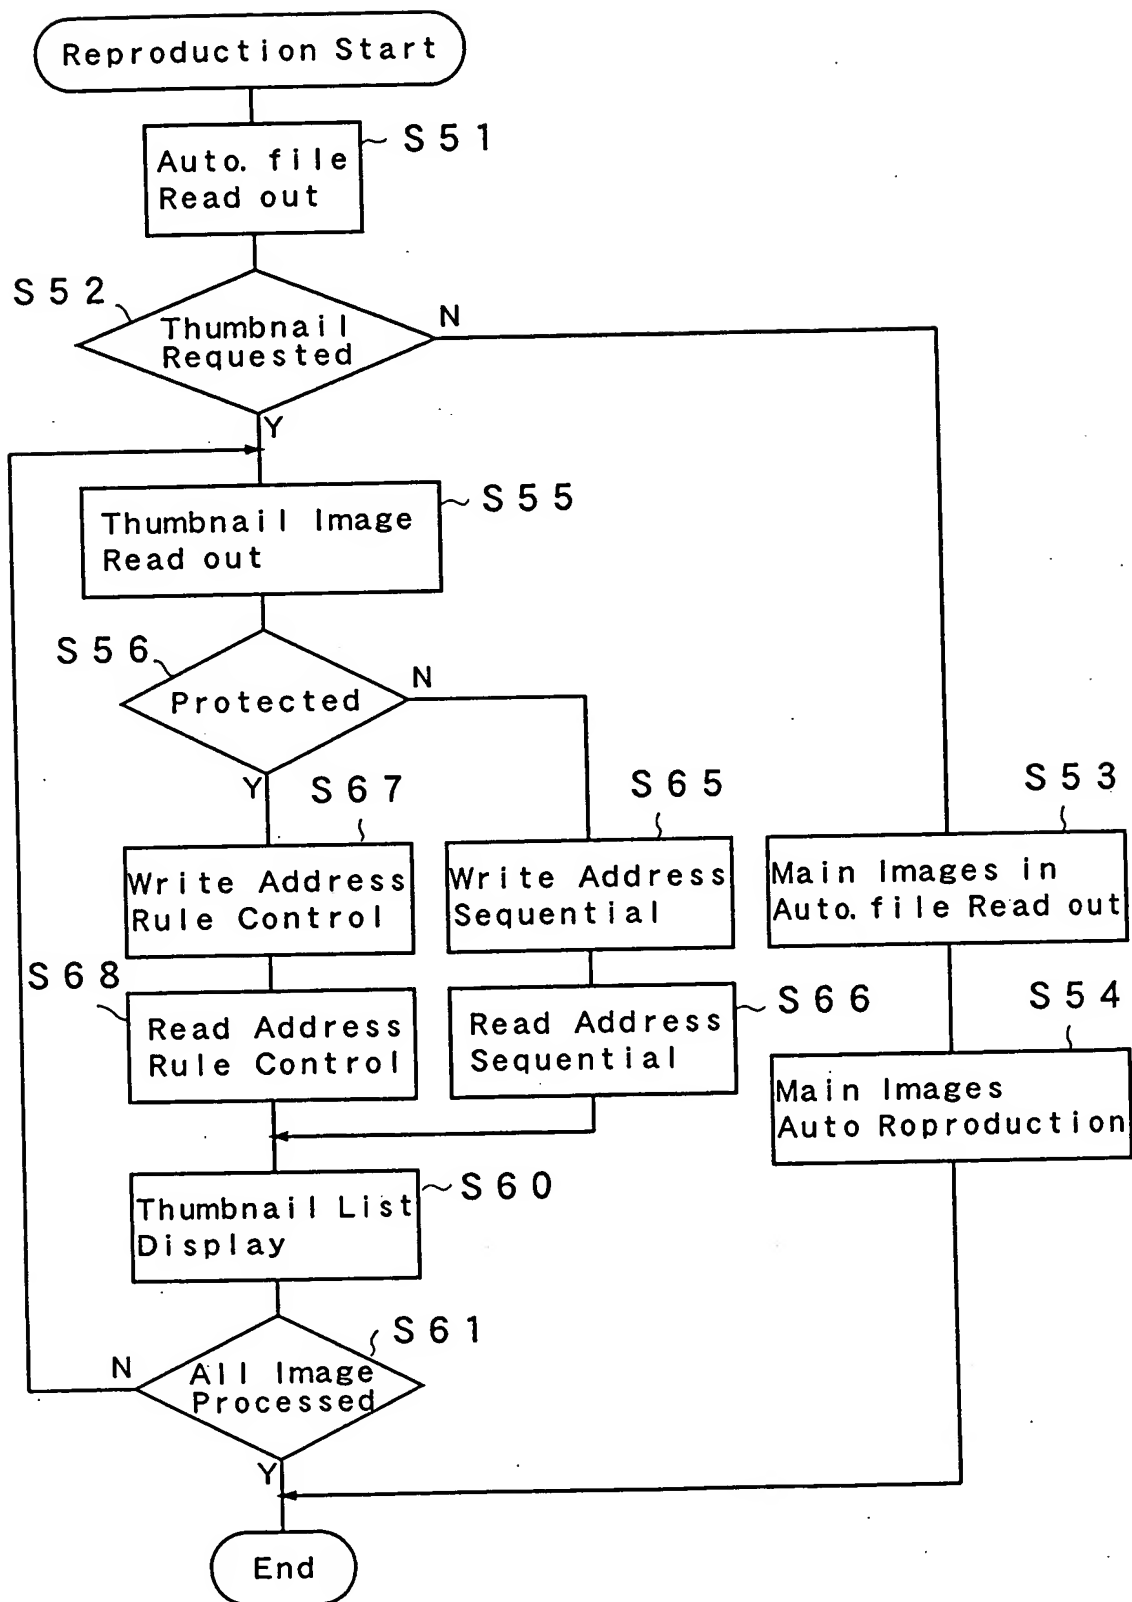 Reproduction Start
S51
Auto. file
Read out
S52
Thumbnail
Requested
N
Y
S55
Thumbnail Image
Read out
S56
Protected
N
Y
S67
Write Address
Rule Control
S65
Write Address
Sequential
S53
Main Images in
Auto. file Read out
S68
Read Address
Rule Control
S66
Read Address
Sequential
S54
Main Images
Auto Roproduction
S60
Thumbnail List
Display
S61
All Image
Processed
N
Y
End